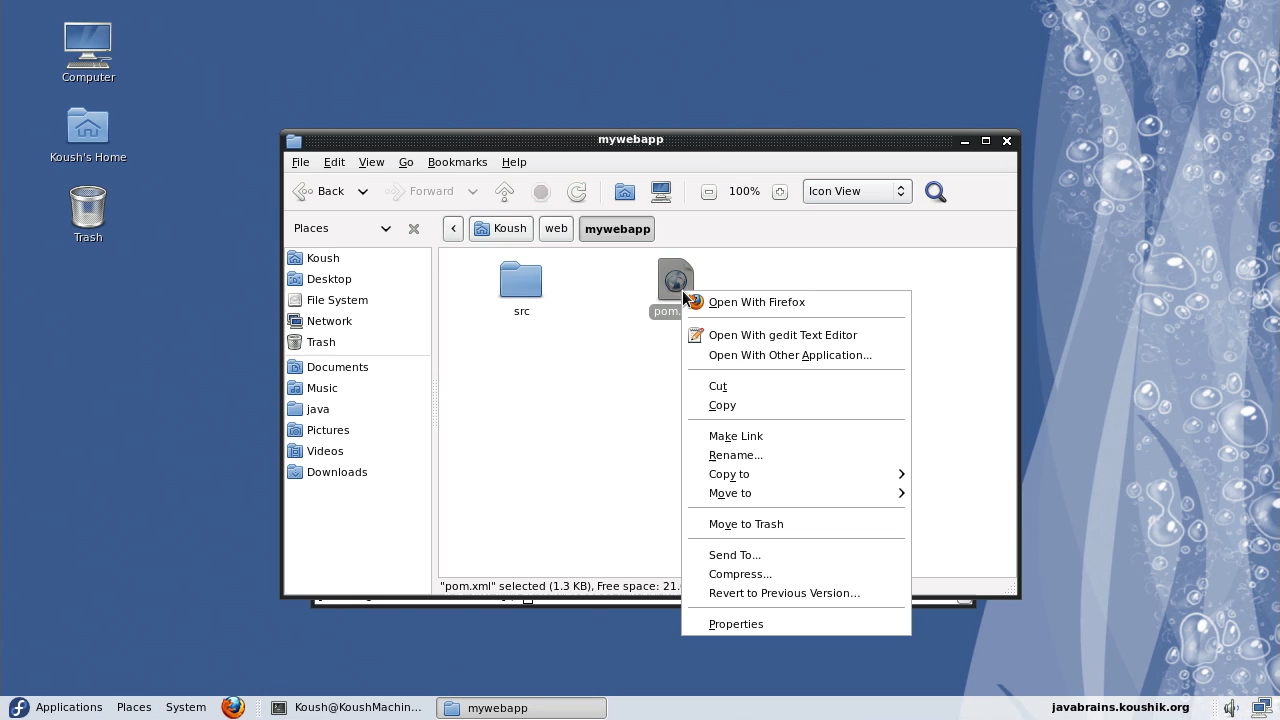 Computer
Koush's Home
Trash
mywebapp
File Edit View Go Bookmarks Help
Back Forward 100% Icon View
Places Koush web mywebapp
Koush
Desktop
File System
Network
Trash
Documents
Music
java
Pictures
Videos
Downloads
src
pom.
Open With Firefox
Open With gedit Text Editor
Open With Other Application...
Cut
Copy
Make Link
Rename...
Copy to
Move to
Move to Trash
Send To...
Compress...
Revert to Previous Version...
Properties
"pom.xml" selected (1.3 KB), Free space: 21.
Applications Places System Koush@KoushMachin... mywebapp javabrains.koushik.org